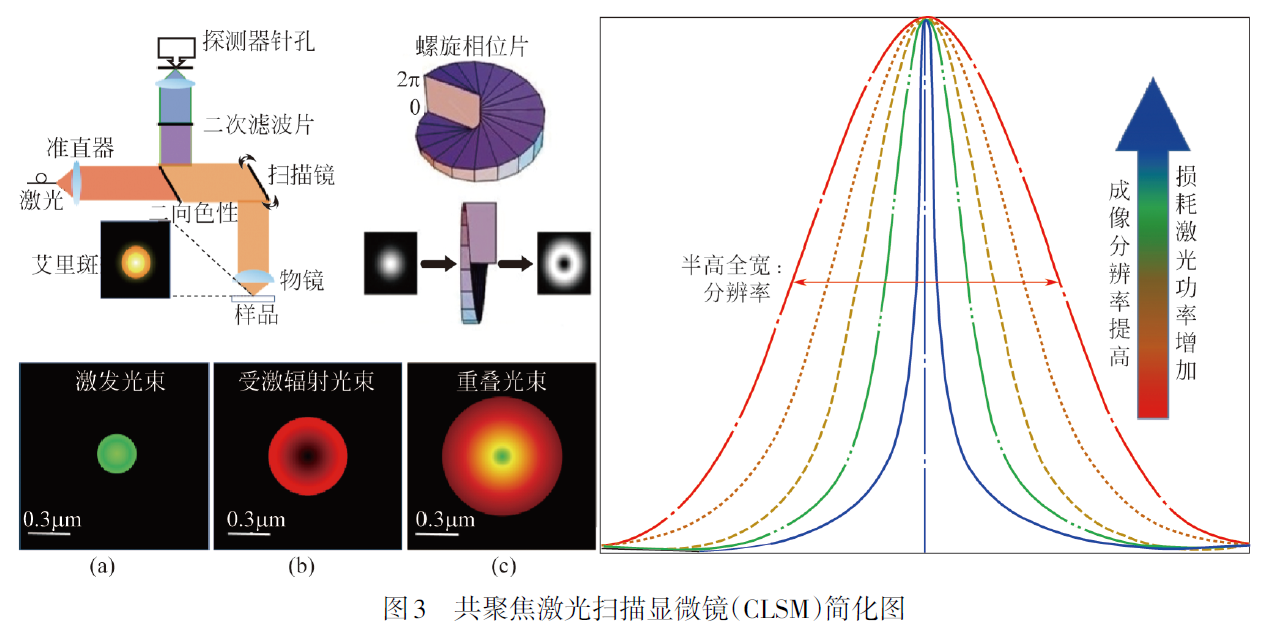 探测器针孔
二次滤波片
准直器
激光
扫描镜
二向色性
艾里斑
物镜
样品
螺旋相位片
2π
0
激发光束
0.3μm
(a)
受激辐射光束
0.3μm
(b)
重叠光束
0.3μm
(c)
半高全宽:
分辨率
成像分辨率提高
损耗激光功率增加
图3 共聚焦激光扫描显微镜(CLSM)简化图